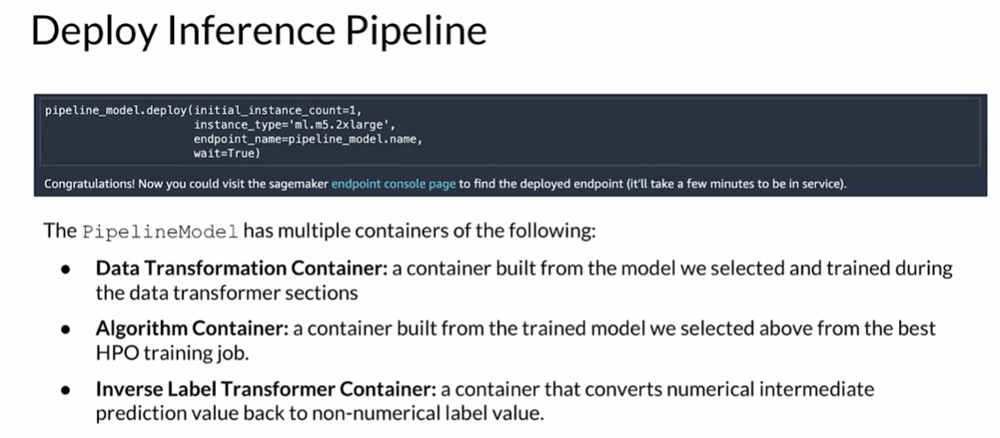 Deploy Inference Pipeline
pipeline_model.deploy(initial_instance_count=1,
instance_type='ml.m5.2xlarge',
endpoint_name=pipeline_model.name,
wait=True)
Congratulations! Now you could visit the sagemaker endpoint console page to find the deployed endpoint (it'll take a few minutes to be in service).
The PipelineModel has multiple containers of the following:
● Data Transformation Container: a container built from the model we selected and trained during
the data transformer sections
● Algorithm Container: a container built from the trained model we selected above from the best
HPO training job.
● Inverse Label Transformer Container: a container that converts numerical intermediate
prediction value back to non-numerical label value.